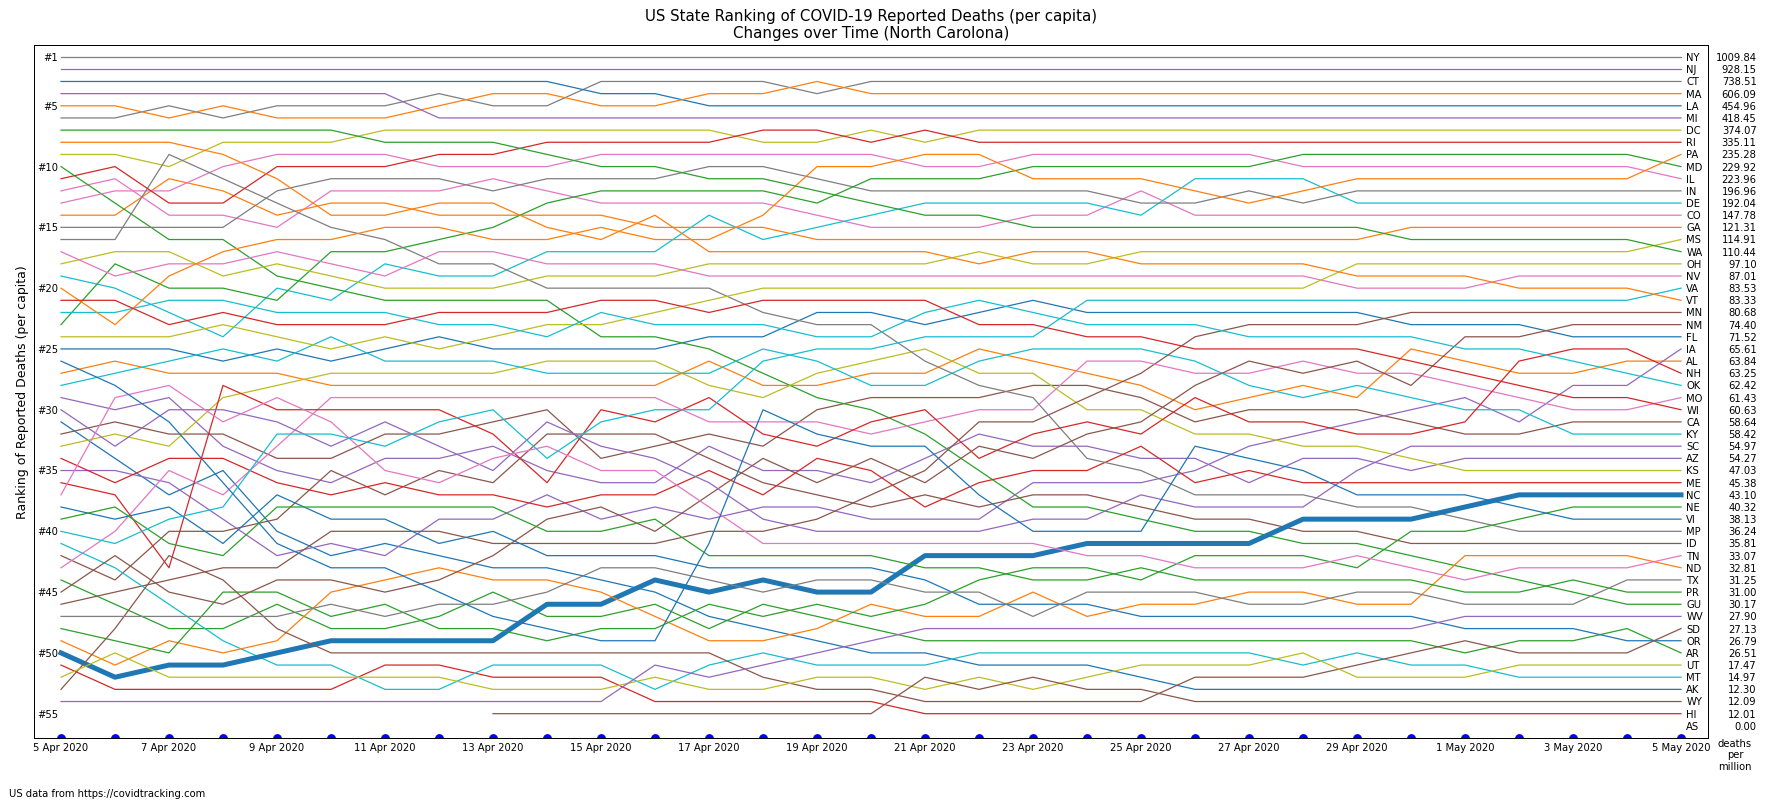 US State Ranking of COVID-19 Reported Deaths (per capita)
Changes over Time (North Carolona)
Ranking of Reported Deaths (per capita)
#1
#5
#10
#15
#20
#25
#30
#35
#40
#45
#50
#55
NY 1009.84
NJ 928.15
CT 738.51
MA 606.09
LA 454.96
MI 418.45
DC 374.07
RI 335.11
PA 235.28
MD 229.92
IL 223.96
IN 196.96
DE 192.04
CO 147.78
GA 121.31
MS 114.91
WA 110.44
OH 97.10
NV 87.01
VA 83.53
VT 83.33
MN 80.68
NM 74.40
FL 71.52
IA 65.61
AL 63.84
NH 63.25
OK 62.42
MO 61.43
WI 60.63
CA 58.64
KY 58.42
SC 54.97
AZ 54.27
KS 47.03
ME 45.38
NC 43.10
NE 40.32
VI 38.13
MP 36.24
ID 35.81
TN 33.07
ND 32.81
TX 31.25
PR 31.00
GU 30.17
WV 27.90
SD 27.13
OR 26.79
AR 26.51
UT 17.47
MT 14.97
AK 12.30
WY 12.09
HI 12.01
AS 0.00
5 Apr 2020 7 Apr 2020 9 Apr 2020 11 Apr 2020 13 Apr 2020 15 Apr 2020 17 Apr 2020 19 Apr 2020 21 Apr 2020 23 Apr 2020 25 Apr 2020 27 Apr 2020 29 Apr 2020 1 May 2020 3 May 2020 5 May 2020
deaths
per
million
US data from https://covidtracking.com